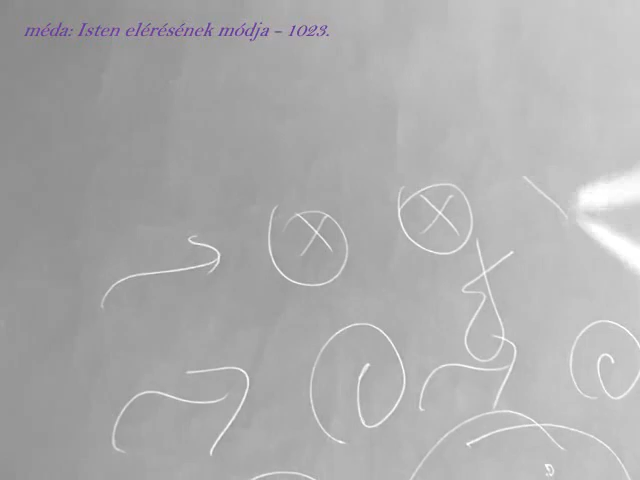 méda: Isten elérésének módja – 1023.